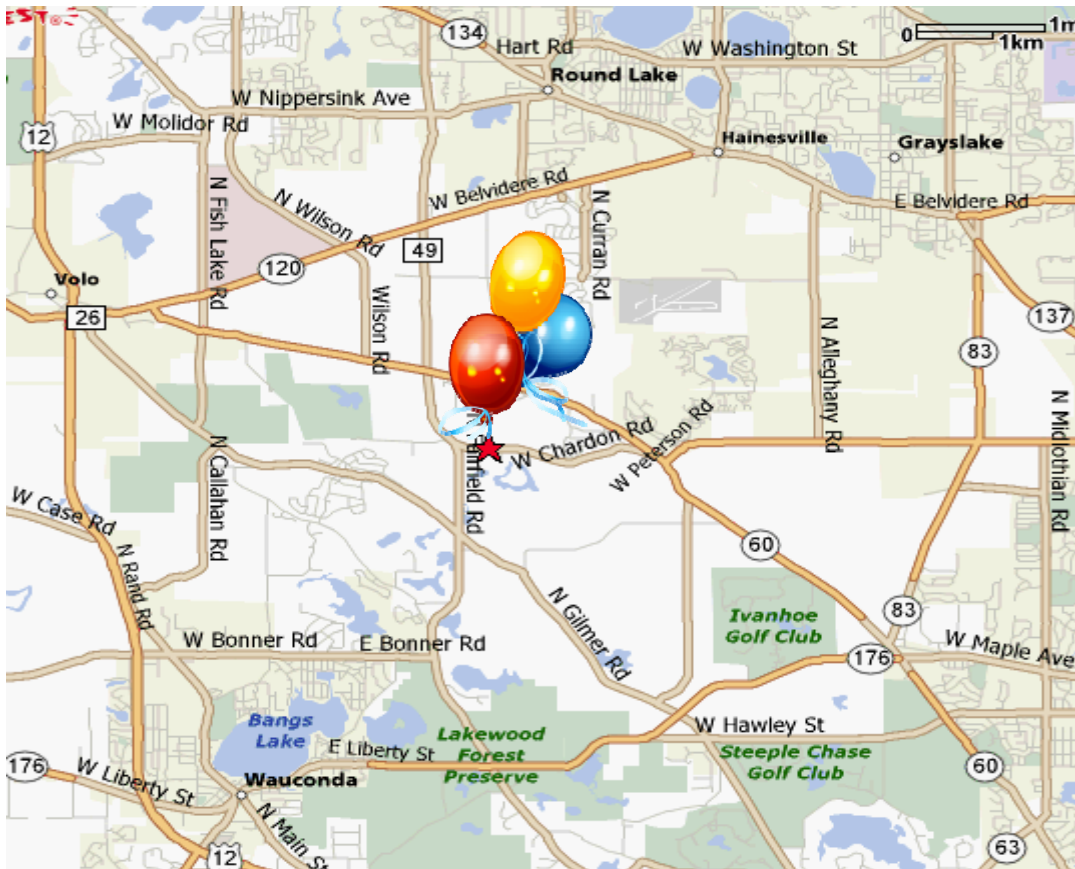 EST®
134
Hart Rd
W Washington St
0
1m
1km
Round Lake
W Nippersink Ave
12
W Molidor Rd
Hainesville
Grayslake
N Fish Lake Rd
N Wilson Rd
W Belvidere Rd
N Curran Rd
E Belvidere Rd
49
120
Volo
26
Wilson Rd
137
83
N Alleghany Rd
N Midlothian Rd
W Chardon Rd
W Peterson Rd
N Callahan Rd
W Case Rd
N Rand Rd
60
N Gilmer Rd
Ivanhoe
Golf Club
83
W Bonner Rd
E Bonner Rd
176
W Maple Ave
Bangs
Lake
E Liberty St
Lakewood
Forest
Preserve
W Hawley St
Steeple Chase
Golf Club
176
W Liberty St
Wauconda
60
N Main St
12
63